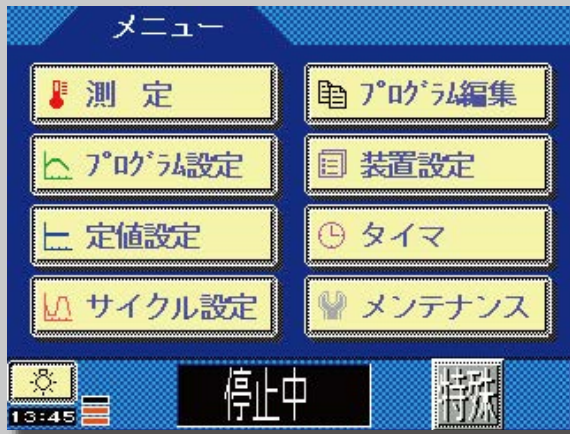 メニュー
測 定
ﾌﾟﾛｸﾞﾗﾑ編集
ﾌﾟﾛｸﾞﾗﾑ設定
装置設定
定値設定
タイマ
サイクル設定
メンテナンス
停止中
特殊
13:45